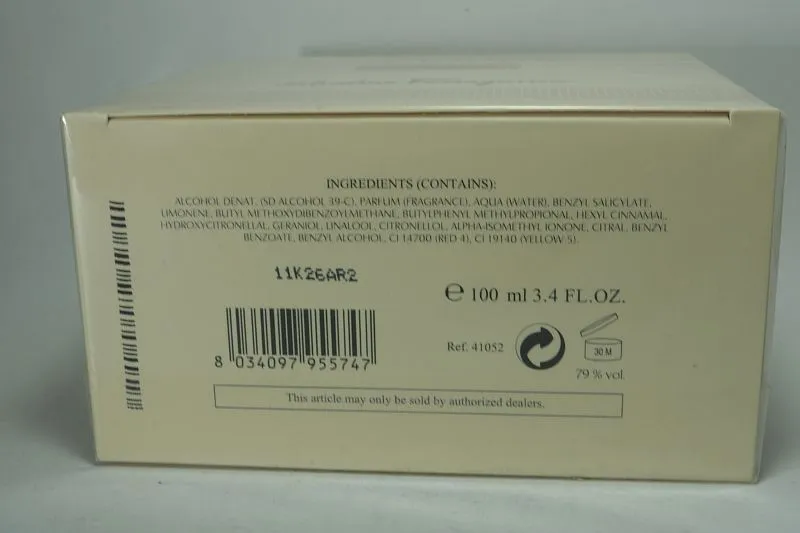 INGREDIENTS (CONTAINS):
ALCOHOL DENAT. (SD ALCOHOL 39-C), PARFUM (FRAGRANCE), AQUA (WATER), BENZYL SALICYLATE,
LIMONENE, BUTYL METHOXYDIBENZOYLMETHANE, BUTYLPHENYL METHYLPROPIONAL, HEXYL CINNAMAL,
HYDROXYCITRONELLAL, GERANIOL, LINALOOL, CITRONELLOL, ALPHA-ISOMETHYL IONONE, CITRAL, BENZYL
BENZOATE, BENZYL ALCOHOL, CI 14700 (RED 4), CI 19140 (YELLOW 5).
11K26AR2
e 100 ml 3.4 FL.OZ.
8 034097 955747
Ref. 41052
30 M
79 % vol
This article may only be sold by authorized dealers.